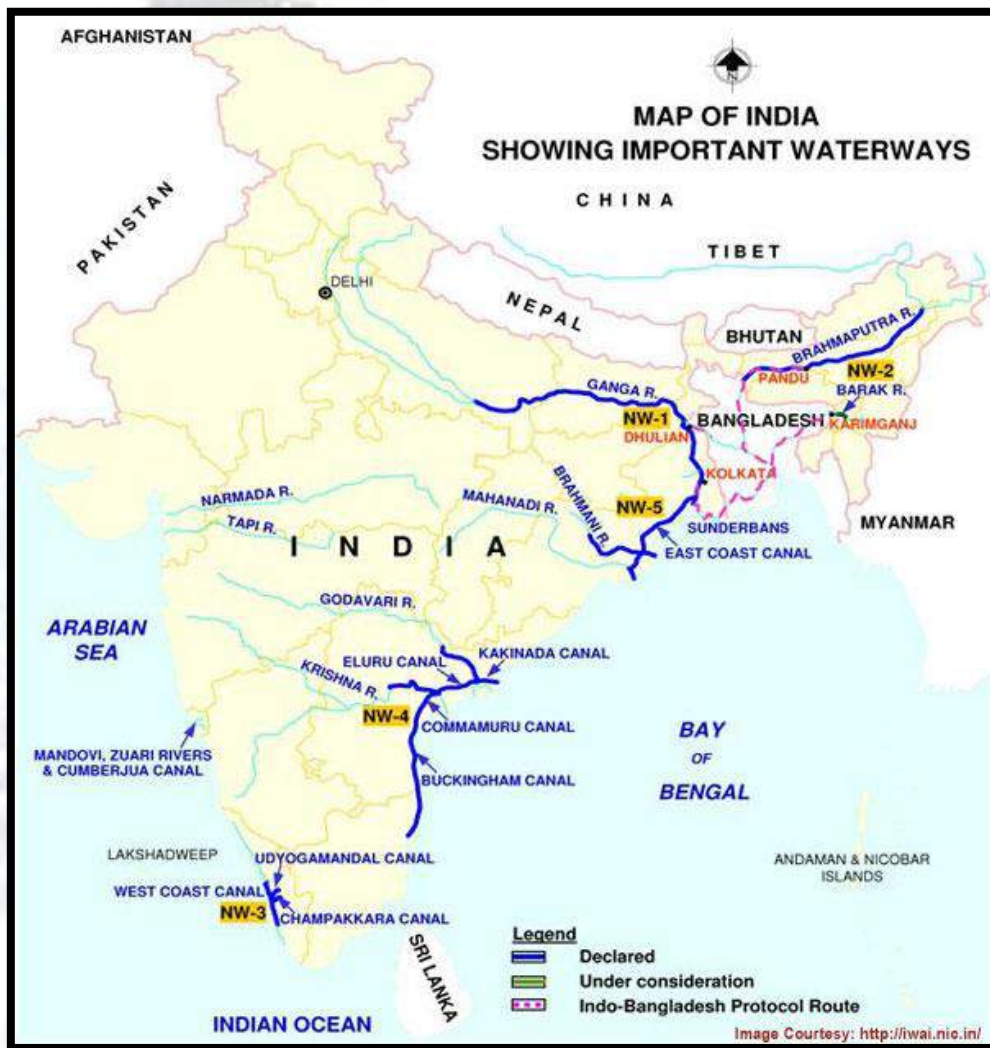 AFGHANISTAN
MAP OF INDIA
SHOWING IMPORTANT WATERWAYS
CHINA
PAKISTAN
TIBET
DELHI
NEPAL
BHUTAN
BRAHMAPUTRA R.
PANDU
NW-2
BARAK R.
GANGA R.
NW-1
BANGLADESH
KARIMGANJ
DHULIAN
KOLKATA
NARMADA R.
MAHANADI R.
BRAHMANI R.
NW-5
TAPI R.
SUNDERBANS
MYANMAR
INDIA
EAST COAST CANAL
GODAVARI R.
ARABIAN
SEA
KAKINADA CANAL
ELURU CANAL
KRISHNA R.
NW-4
COMMAMURU CANAL
MANDOVI, ZUARI RIVERS
& CUMBERJUA CANAL
BUCKINGHAM CANAL
BAY
OF
BENGAL
LAKSHADWEEP
UDYOGAMANDAL CANAL
ANDAMAN & NICOBAR
ISLANDS
WEST COAST CANAL
NW-3
CHAMPAKKARA CANAL
SRI LANKA
Legend
Declared
Under consideration
Indo-Bangladesh Protocol Route
INDIAN OCEAN
Image Courtesy: http://iwai.nic.in/
N